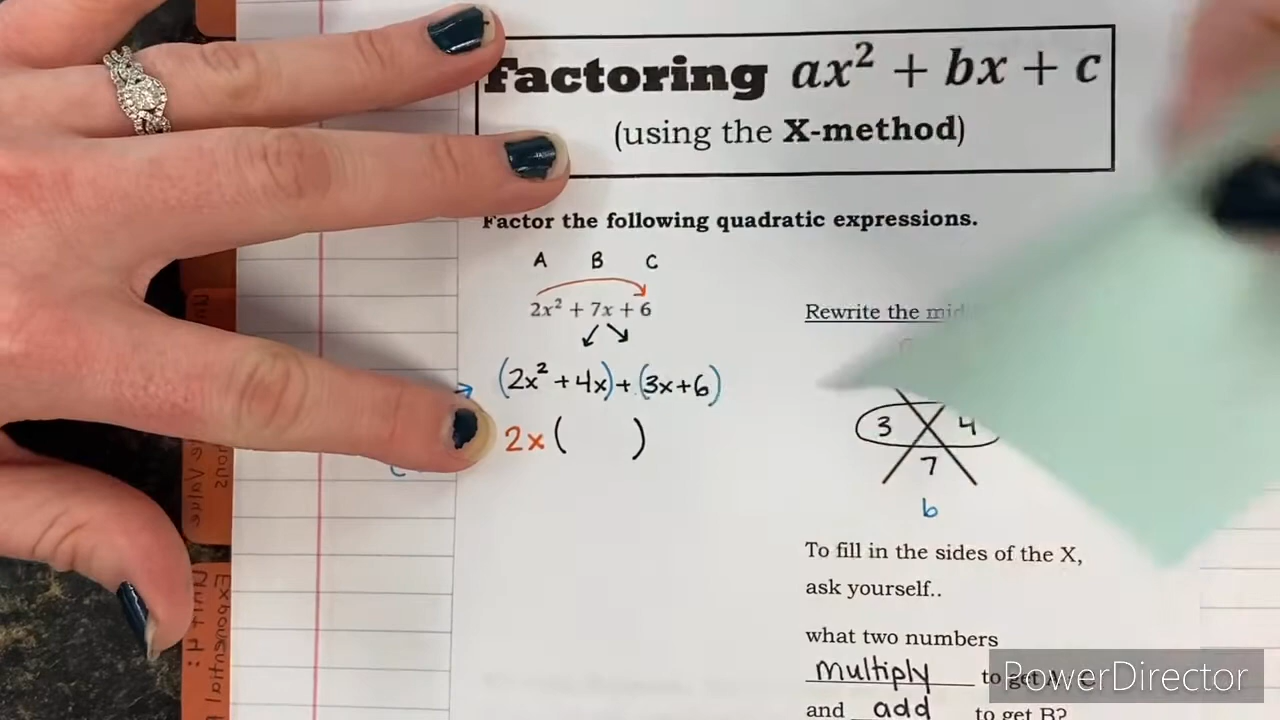 Factoring ax² + bx + c
(using the X-method)
Factor the following quadratic expressions.
A B C
2x² + 7x + 6
(2x² + 4x) + (3x + 6)
2x ( )
Rewrite the
3 4
7
b
To fill in the sides of the X,
ask yourself..
what two numbers
multiply to get
and add to get B?
PowerDirector
Exponential